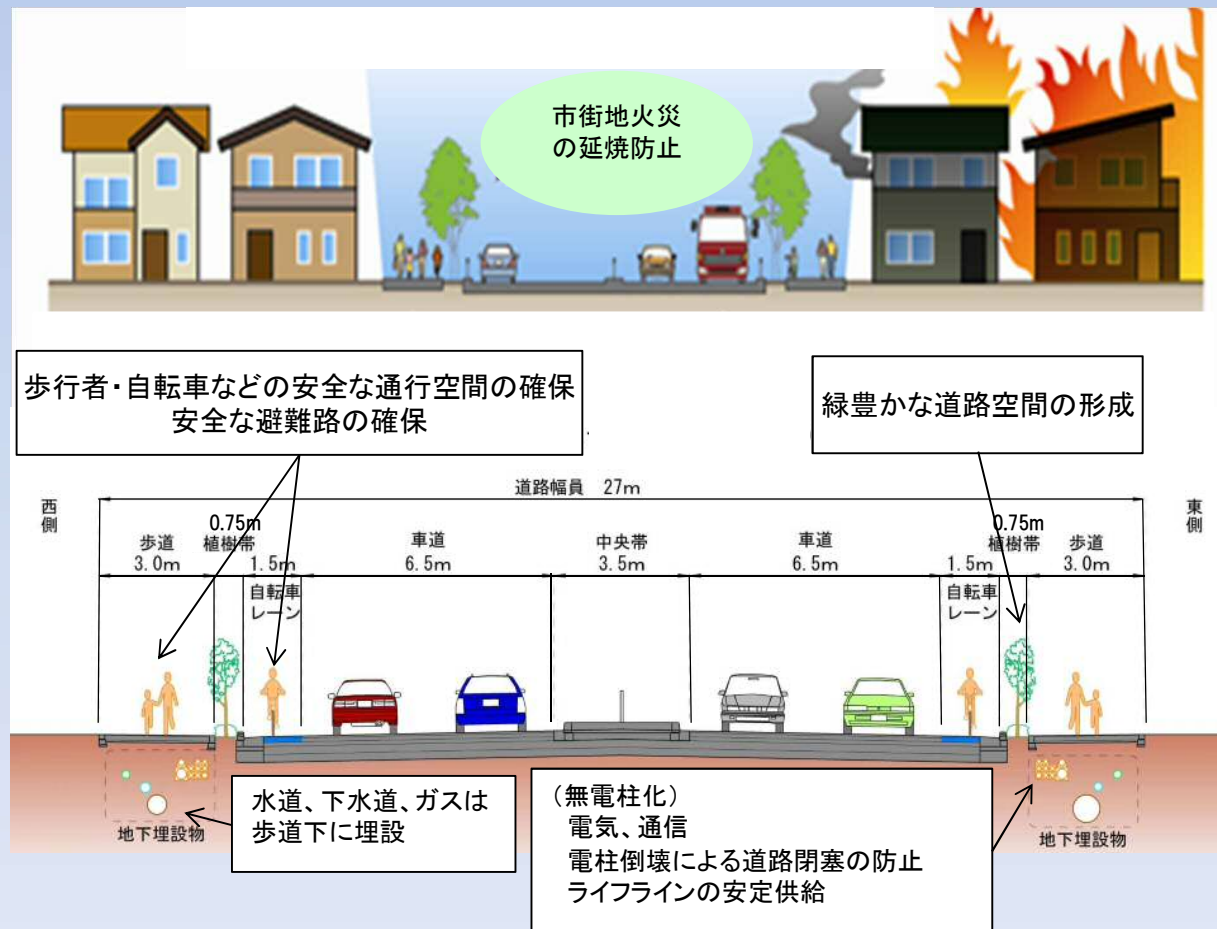 市街地火災
の延焼防止
歩行者・自転車などの安全な通行空間の確保
安全な避難路の確保
緑豊かな道路空間の形成
道路幅員 27m
西側
東側
歩道
3.0m
0.75m
植樹帯
1.5m
自転車
レーン
車道
6.5m
中央帯
3.5m
車道
6.5m
1.5m
自転車
レーン
0.75m
植樹帯
歩道
3.0m
地下埋設物
水道、下水道、ガスは
歩道下に埋設
（無電柱化）
電気、通信
電柱倒壊による道路閉塞の防止
ライフラインの安定供給
地下埋設物